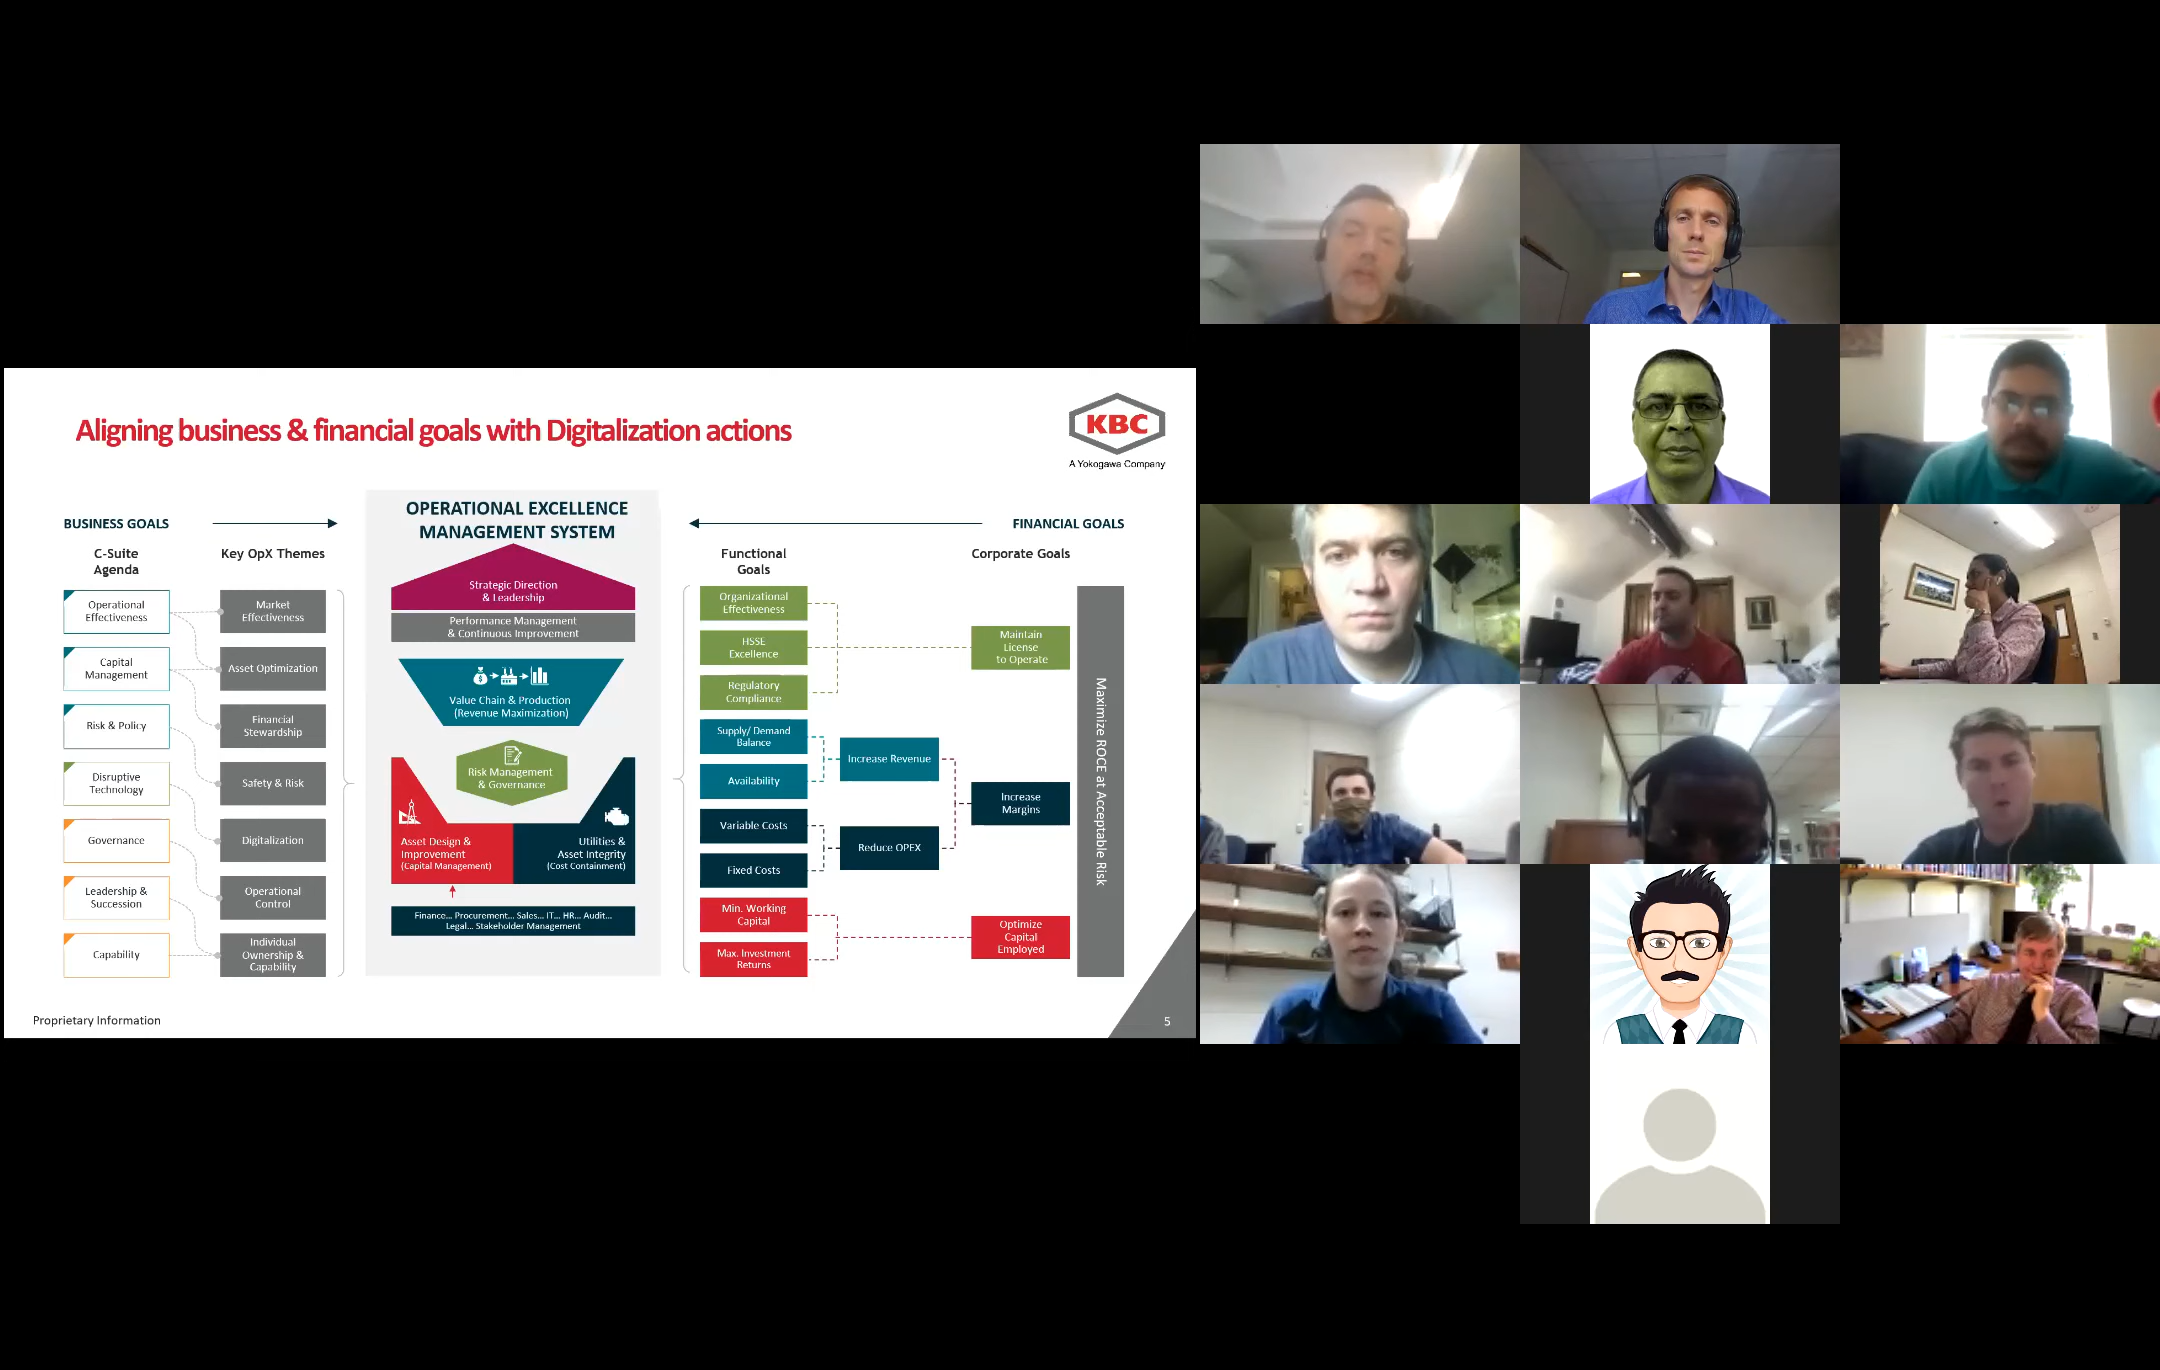 Aligning business & financial goals with Digitalization actions
KBC
A Yokogawa Company
BUSINESS GOALS
C-Suite
Agenda
Key OpX Themes
Operational
Effectiveness
Capital
Management
Risk & Policy
Disruptive
Technology
Governance
Leadership &
Succession
Capability
Market
Effectiveness
Asset Optimization
Financial
Stewardship
Safety & Risk
Digitalization
Operational
Control
Individual
Ownership &
Capability
OPERATIONAL EXCELLENCE
MANAGEMENT SYSTEM
Strategic Direction
& Leadership
Performance Management
& Continuous Improvement
Value Chain & Production
(Revenue Maximization)
Risk Management
& Governance
Asset Design &
Improvement
(Capital Management)
Utilities &
Asset Integrity
(Cost Containment)
Finance... Procurement... Sales... IT... HR... Audit...
Legal... Stakeholder Management
FINANCIAL GOALS
Functional
Goals
Corporate Goals
Organizational
Effectiveness
HSSE
Excellence
Regulatory
Compliance
Supply/ Demand
Balance
Availability
Variable Costs
Fixed Costs
Min. Working
Capital
Max. Investment
Returns
Increase Revenue
Reduce OPEX
Maintain
License
to Operate
Increase
Margins
Optimize
Capital
Employed
Maximize ROCE at Acceptable Risk
Proprietary Information
5